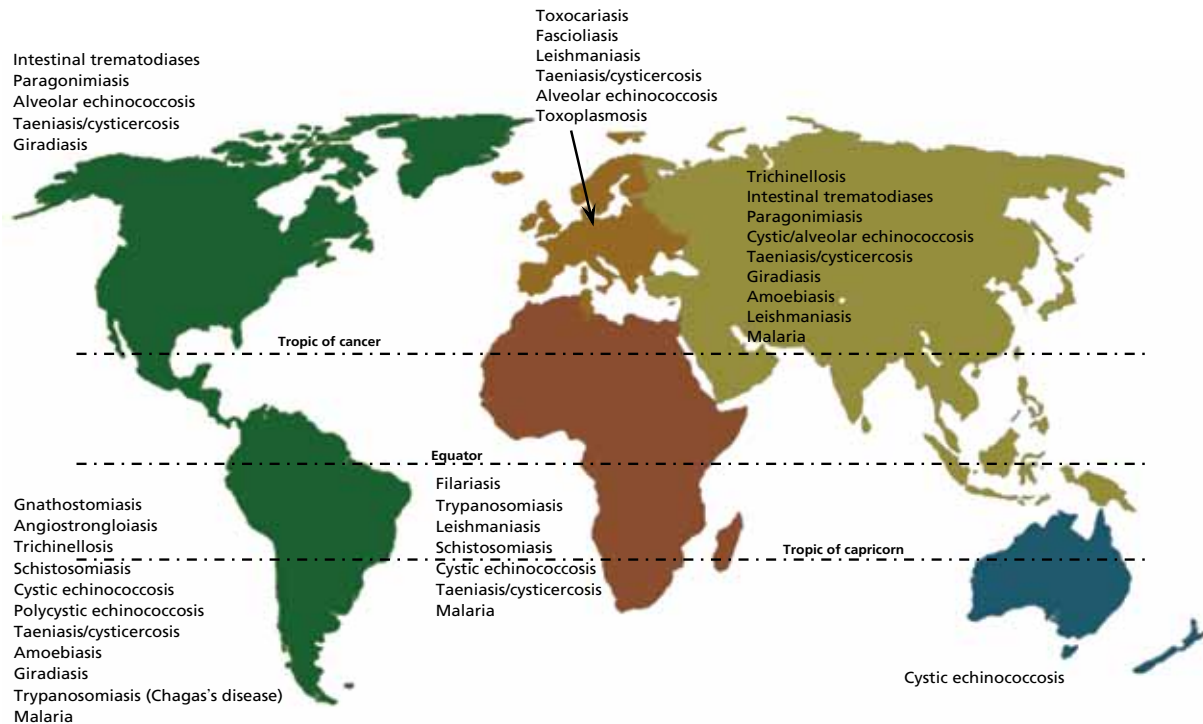 Toxocariasis
Fascioliasis
Leishmaniasis
Taeniasis/cysticercosis
Alveolar echinococcosis
Toxoplasmosis
Intestinal trematodiases
Paragonimiasis
Alveolar echinococcosis
Taeniasis/cysticercosis
Giradiasis
Trichinellosis
Intestinal trematodiases
Paragonimiasis
Cystic/alveolar echinococcosis
Taeniasis/cysticercosis
Giradiasis
Amoebiasis
Leishmaniasis
Malaria
Tropic of cancer
Equator
Filariasis
Trypanosomiasis
Leishmaniasis
Schistosomiasis
Cystic echinococcosis
Taeniasis/cysticercosis
Malaria
Gnathostomiasis
Angiostrongloiasis
Trichinellosis
Schistosomiasis
Cystic echinococcosis
Polycystic echinococcosis
Taeniasis/cysticercosis
Amoebiasis
Giradiasis
Trypanosomiasis (Chagas's disease)
Malaria
Tropic of capricorn
Cystic echinococcosis